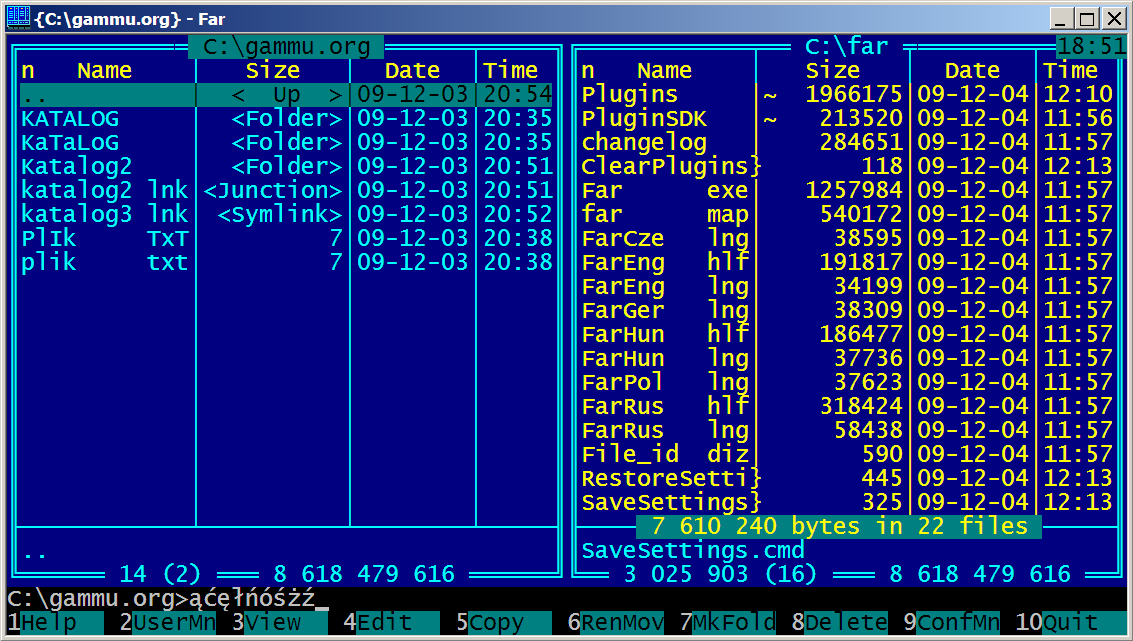 {C:\gammu.org} - Far
C:\gammu.org C:\far 18:51
n Name Size Date Time n Name Size Date Time
.. < Up > 09-12-03 20:54 Plugins ~ 1966175 09-12-04 12:10
KATALOG <Folder> 09-12-03 20:35 PluginSDK ~ 213520 09-12-04 11:56
KaTaLoG <Folder> 09-12-03 20:35 changelog 284651 09-12-04 11:57
Katalog2 <Folder> 09-12-03 20:51 ClearPlugins} 118 09-12-04 12:13
katalog2 lnk <Junction> 09-12-03 20:51 Far exe 1257984 09-12-04 11:57
katalog3 lnk <Symlink> 09-12-03 20:52 far map 540172 09-12-04 11:57
PlIk TxT 7 09-12-03 20:38 FarCze lng 38595 09-12-04 11:57
plik txt 7 09-12-03 20:38 FarEng hlf 191817 09-12-04 11:57
FarEng lng 34199 09-12-04 11:57
FarGer lng 38309 09-12-04 11:57
FarHun hlf 186477 09-12-04 11:57
FarHun lng 37736 09-12-04 11:57
FarPol lng 37623 09-12-04 11:57
FarRus hlf 318424 09-12-04 11:57
FarRus lng 58438 09-12-04 11:57
File_id diz 590 09-12-04 11:57
RestoreSetti} 445 09-12-04 12:13
SaveSettings} 325 09-12-04 12:13
7 610 240 bytes in 22 files
.. SaveSettings.cmd
14 (2) 8 618 479 616 3 025 903 (16) 8 618 479 616
C:\gammu.org>ąćęłńóśżź_
1Help 2UserMn 3View 4Edit 5Copy 6RenMov 7MkFold 8Delete 9ConfMn 10Quit